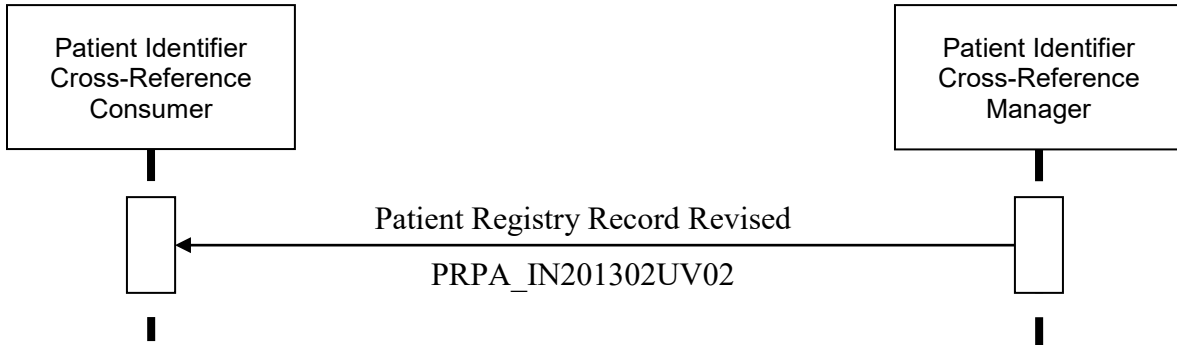 Patient Identifier
Cross-Reference
Consumer
Patient Identifier
Cross-Reference
Manager
Patient Registry Record Revised
PRPA_IN201302UV02